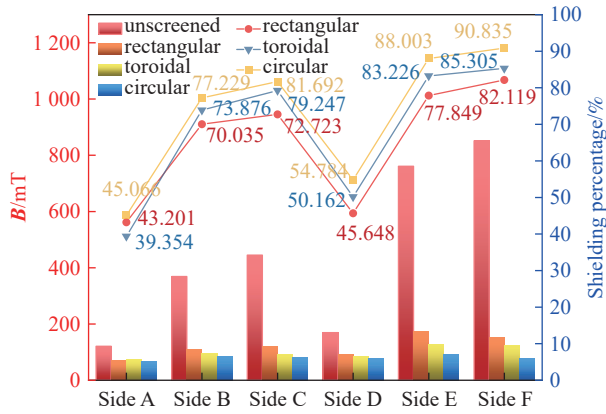 unscreened
rectangular
toroidal
circular
rectangular
toroidal
circular
B/mT
1 200
1 000
800
600
400
200
0
Shielding percentage/%
100
90
80
70
60
50
40
30
20
10
0
45.066
43.201
39.354
77.229
73.876
70.035
81.692
79.247
72.723
54.784
50.162
45.648
88.003
83.226
77.849
90.835
85.305
82.119
Side A
Side B
Side C
Side D
Side E
Side F